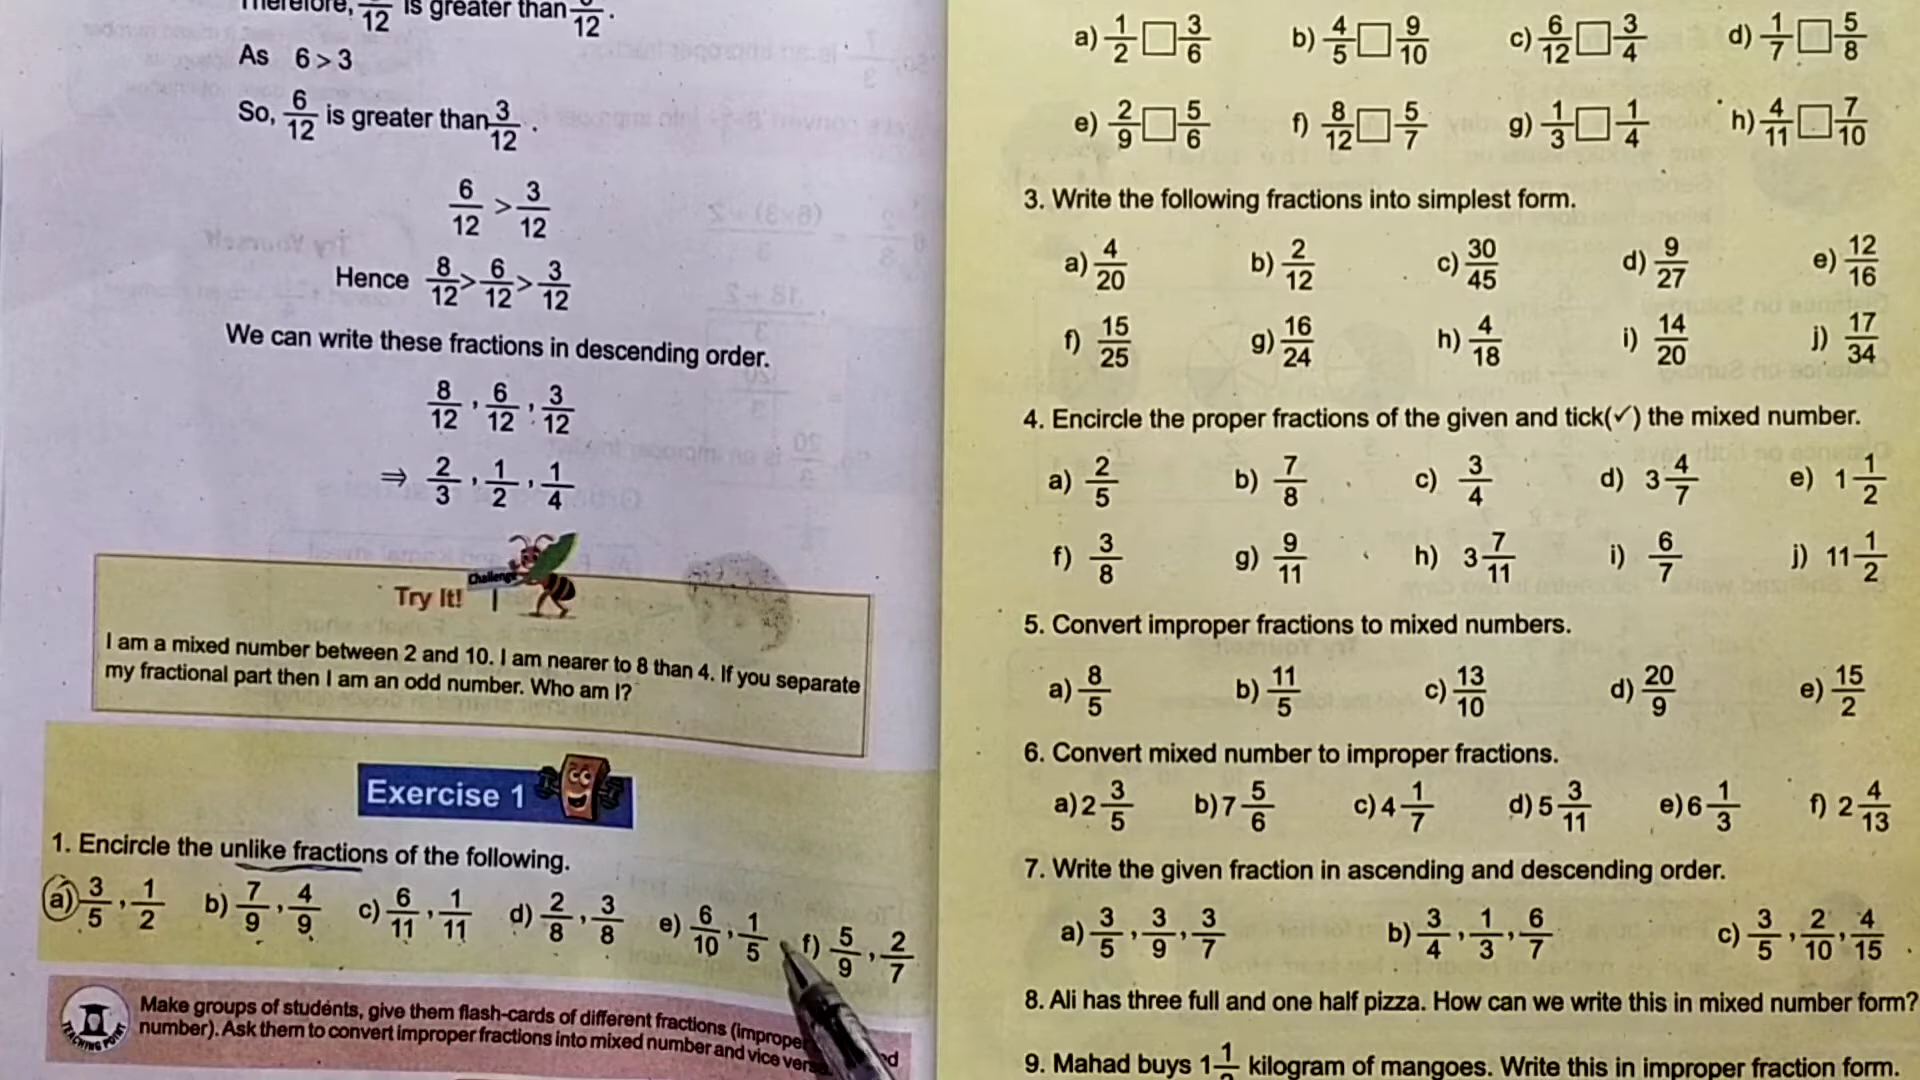 Therefore, /12 is greater than /12 .
As 6 > 3
So, 6/12 is greater than 3/12 .
6/12 > 3/12
Hence 8/12 > 6/12 > 3/12
We can write these fractions in descending order.
8/12 , 6/12 , 3/12
⇒ 2/3 , 1/2 , 1/4
Challenge
Try It!
I am a mixed number between 2 and 10. I am nearer to 8 than 4. If you separate
my fractional part then I am an odd number. Who am I?
Exercise 1
1. Encircle the unlike fractions of the following.
a) 3/5 , 1/2 b) 7/9 , 4/9 c) 6/11 , 1/11 d) 2/8 , 3/8 e) 6/10 , 1/5 f) 5/9 , 2/7
TEACHING POINT
Make groups of students, give them flash-cards of different fractions (improper
number). Ask them to convert improper fractions into mixed number and vice
a) 1/2 □ 3/6 b) 4/5 □ 9/10 c) 6/12 □ 3/4 d) 1/7 □ 5/8
e) 2/9 □ 5/6 f) 8/12 □ 5/7 g) 1/3 □ 1/4 h) 4/11 □ 7/10
3. Write the following fractions into simplest form.
a) 4/20 b) 2/12 c) 30/45 d) 9/27 e) 12/16
f) 15/25 g) 16/24 h) 4/18 i) 14/20 j) 17/34
4. Encircle the proper fractions of the given and tick(✓) the mixed number.
a) 2/5 b) 7/8 c) 3/4 d) 3 4/7 e) 1 1/2
f) 3/8 g) 9/11 h) 3 7/11 i) 6/7 j) 11 1/2
5. Convert improper fractions to mixed numbers.
a) 8/5 b) 11/5 c) 13/10 d) 20/9 e) 15/2
6. Convert mixed number to improper fractions.
a) 2 3/5 b) 7 5/6 c) 4 1/7 d) 5 3/11 e) 6 1/3 f) 2 4/13
7. Write the given fraction in ascending and descending order.
a) 3/5 , 3/9 , 3/7 b) 3/4 , 1/3 , 6/7 c) 3/5 , 2/10 , 4/15 .
8. Ali has three full and one half pizza. How can we write this in mixed number form?
9. Mahad buys 1 1/ kilogram of mangoes. Write this in improper fraction form.